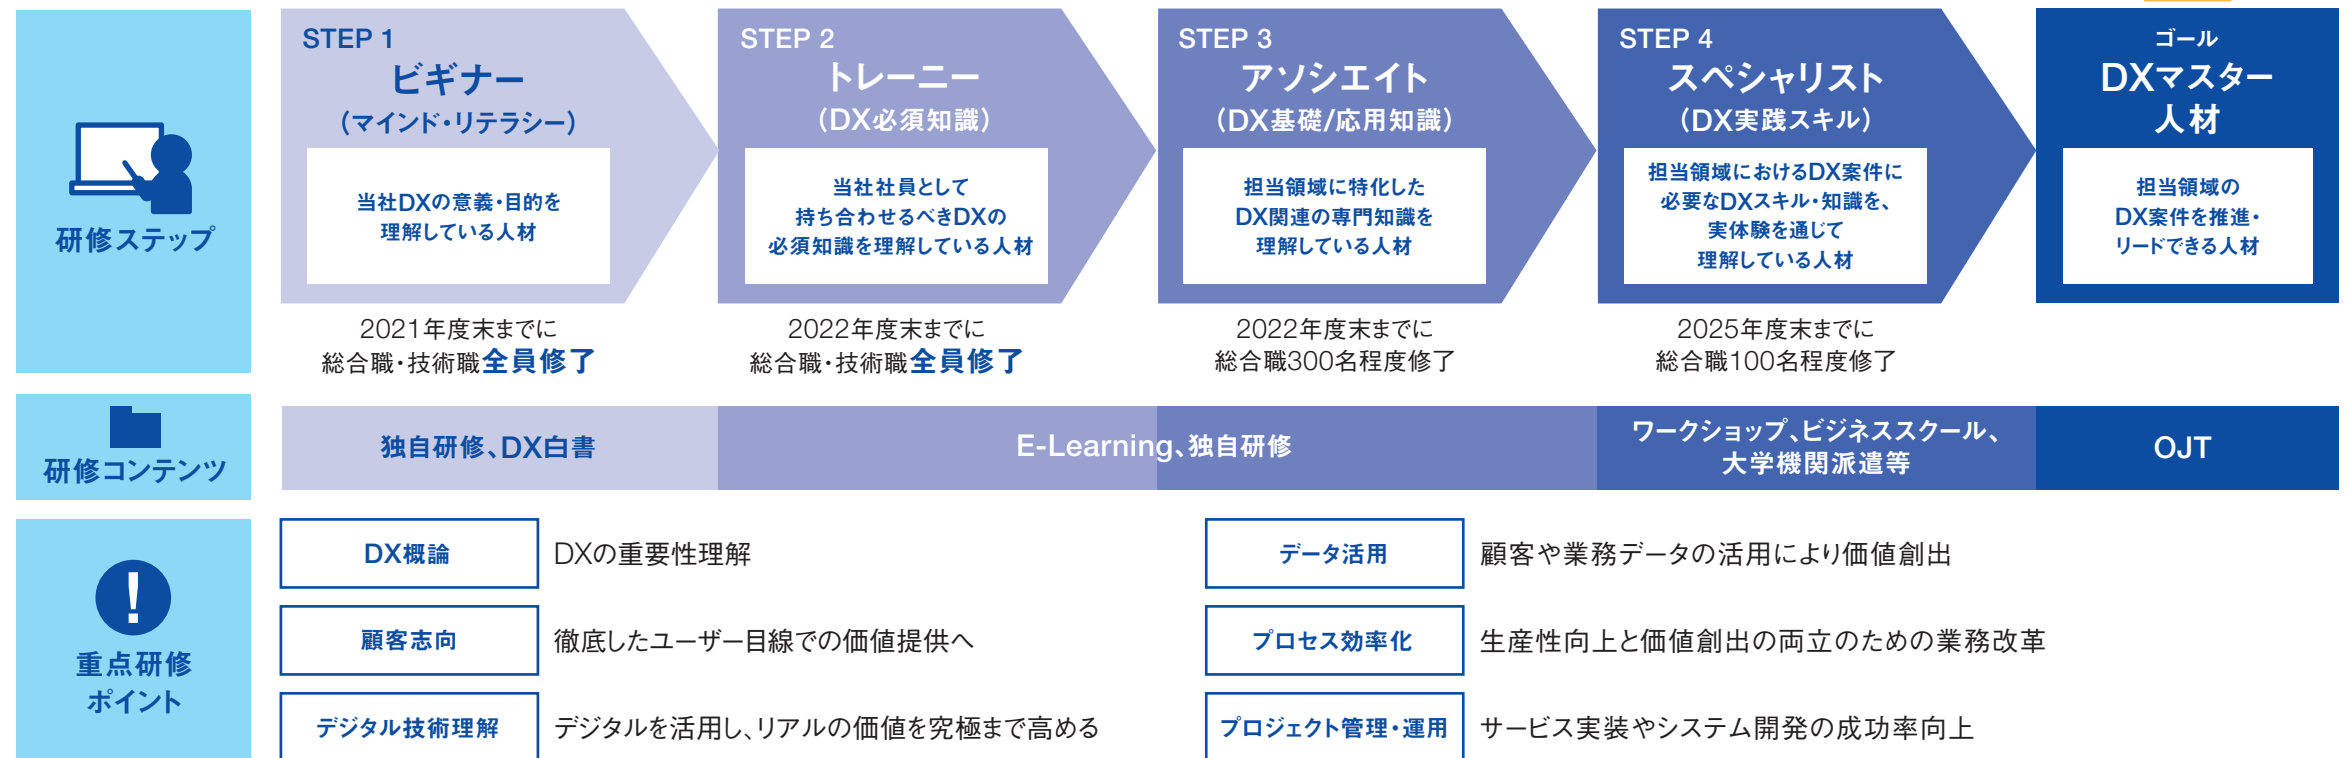 研修ステップ
STEP 1
ビギナー
（マインド・リテラシー）
当社DXの意義・目的を
理解している人材
2021年度末までに
総合職・技術職全員修了
STEP 2
トレーニー
（DX必須知識）
当社社員として
持ち合わせるべきDXの
必須知識を理解している人材
2022年度末までに
総合職・技術職全員修了
STEP 3
アソシエイト
（DX基礎/応用知識）
担当領域に特化した
DX関連の専門知識を
理解している人材
2022年度末までに
総合職300名程度修了
STEP 4
スペシャリスト
（DX実践スキル）
担当領域におけるDX案件に
必要なDXスキル・知識を、
実体験を通じて
理解している人材
2025年度末までに
総合職100名程度修了
ゴール
DXマスター
人材
担当領域の
DX案件を推進・
リードできる人材
研修コンテンツ
独自研修、DX白書
E-Learning、独自研修
ワークショップ、ビジネススクール、
大学機関派遣等
OJT
重点研修
ポイント
DX概論
DXの重要性理解
顧客志向
徹底したユーザー目線での価値提供へ
デジタル技術理解
デジタルを活用し、リアルの価値を究極まで高める
データ活用
顧客や業務データの活用により価値創出
プロセス効率化
生産性向上と価値創出の両立のための業務改革
プロジェクト管理・運用
サービス実装やシステム開発の成功率向上